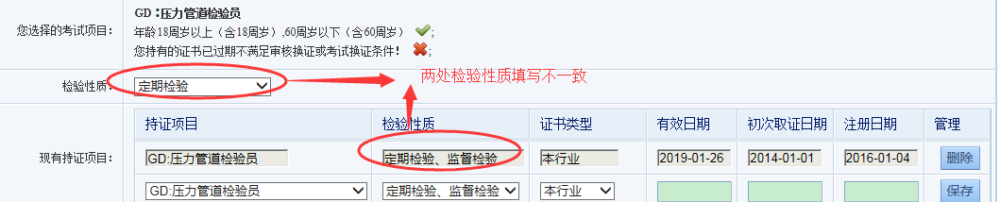 GD：压力管道检验员
您选择的考试项目： 年龄18周岁以上（含18周岁）,60周岁以下（含60周岁） ;
您持有的证书已过期不满足审核换证或考试换证条件！ ;
检验性质： 定期检验 两处检验性质填写不一致
持证项目 检验性质 证书类型 有效日期 初次取证日期 注册日期 管理
现有持证项目： GD:压力管道检验员 定期检验、监督检验 本行业 2019-01-26 2014-01-01 2016-01-04 删除
GD:压力管道检验员 定期检验、监督检验 本行业 保存